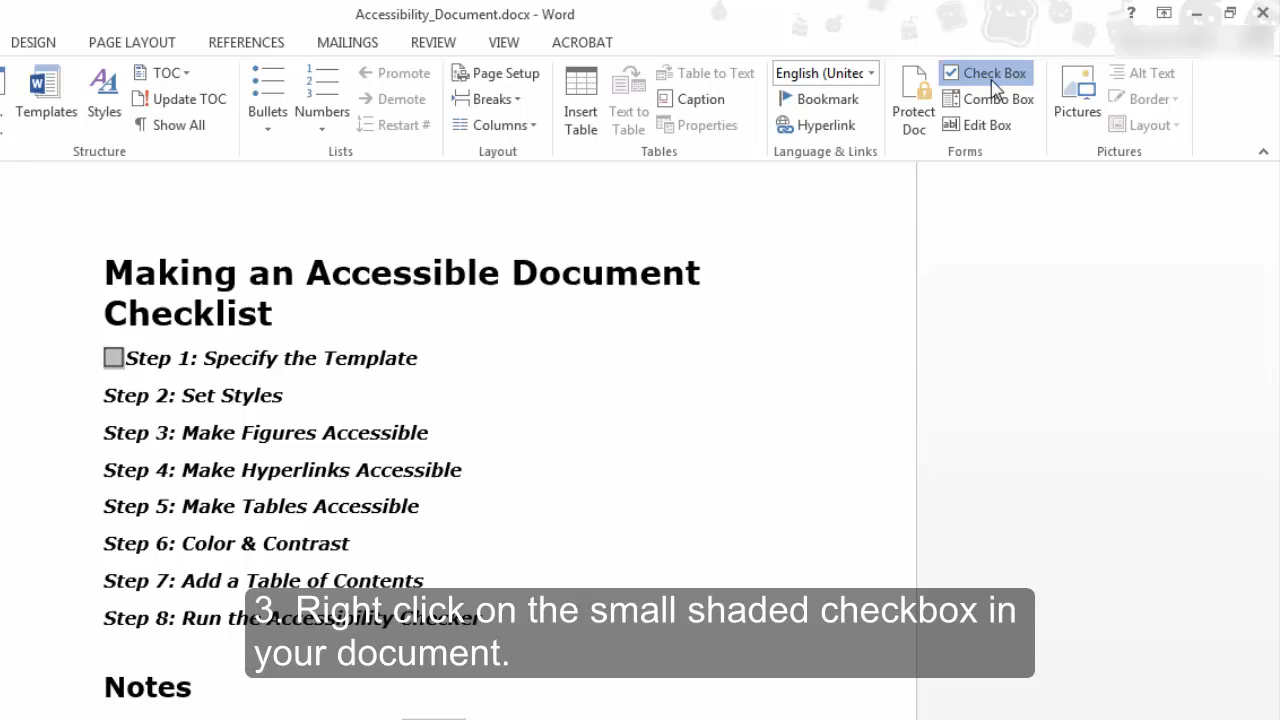 Accessibility_Document.docx - Word
?
DESIGN PAGE LAYOUT REFERENCES MAILINGS REVIEW VIEW ACROBAT
Templates
Styles
TOC
Update TOC
Show All
Structure
Bullets
Numbers
Promote
Demote
Restart #
Lists
Page Setup
Breaks
Columns
Layout
Insert
Table
Text to
Table
Table to Text
Caption
Properties
Tables
English (Unitec
Bookmark
Hyperlink
Language & Links
Protect
Doc
Check Box
Combo Box
Edit Box
Forms
Pictures
Alt Text
Border
Layout
Pictures
Making an Accessible Document
Checklist
Step 1: Specify the Template
Step 2: Set Styles
Step 3: Make Figures Accessible
Step 4: Make Hyperlinks Accessible
Step 5: Make Tables Accessible
Step 6: Color & Contrast
Step 7: Add a Table of Contents
Step 8: Run the Accessibility Checker
3. Right click on the small shaded checkbox in
your document.
Notes